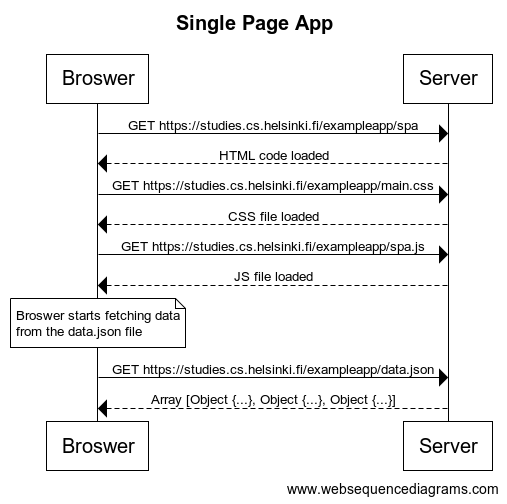 Single Page App
Broswer
Server
GET https://studies.cs.helsinki.fi/exampleapp/spa
HTML code loaded
GET https://studies.cs.helsinki.fi/exampleapp/main.css
CSS file loaded
GET https://studies.cs.helsinki.fi/exampleapp/spa.js
JS file loaded
Broswer starts fetching data
from the data.json file
GET https://studies.cs.helsinki.fi/exampleapp/data.json
Array [Object {...}, Object {...}, Object {...}]
Broswer
Server
www.websequencediagrams.com